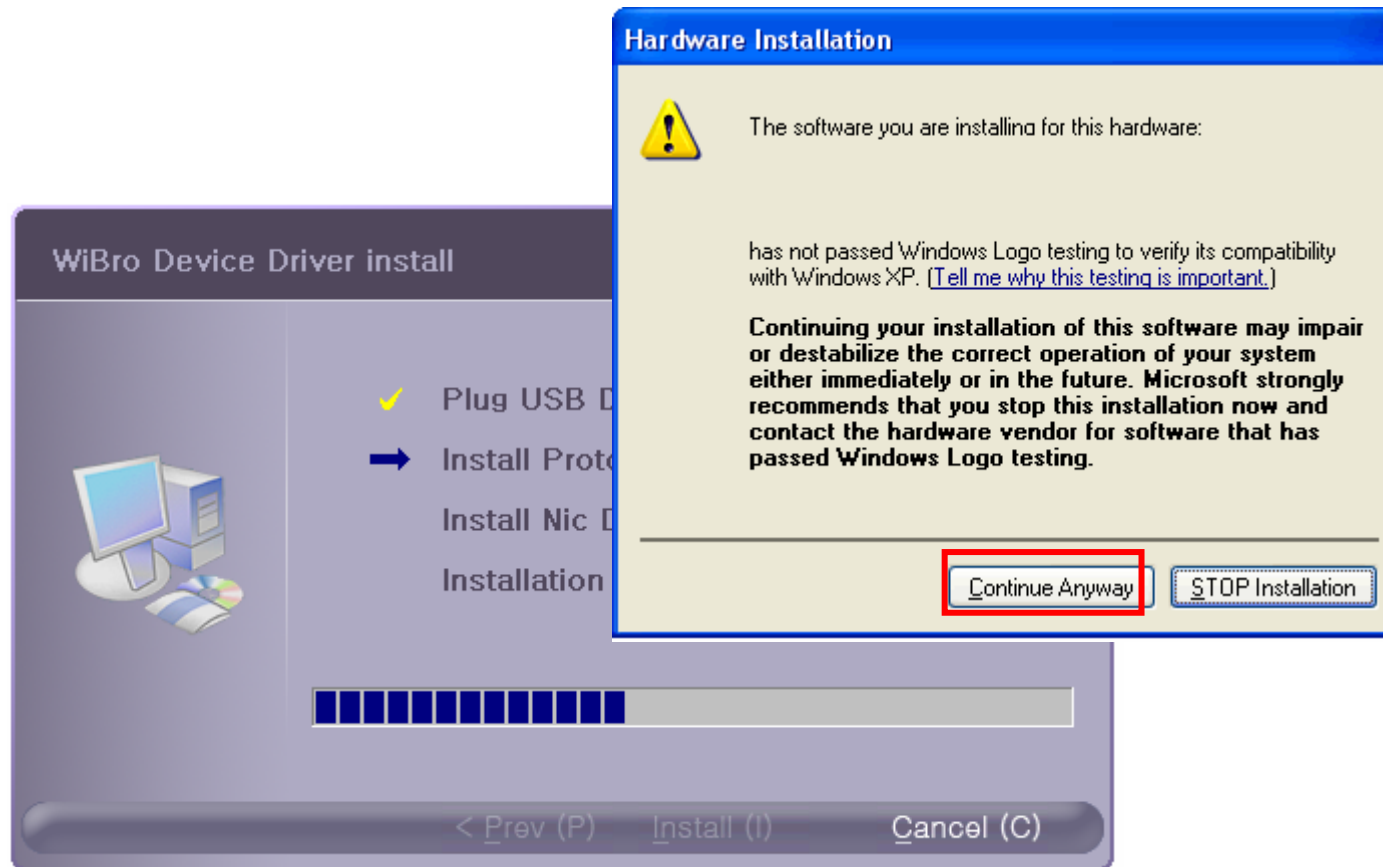 Hardware Installation
The software you are installing for this hardware:
has not passed Windows Logo testing to verify its compatibility
with Windows XP. (Tell me why this testing is important.)
Continuing your installation of this software may impair
or destabilize the correct operation of your system
either immediately or in the future. Microsoft strongly
recommends that you stop this installation now and
contact the hardware vendor for software that has
passed Windows Logo testing.
Continue Anyway
STOP Installation
WiBro Device Driver install
Plug USB
Install
Install Nic
Installation
< Prev (P)
Install (I)
Cancel (C)